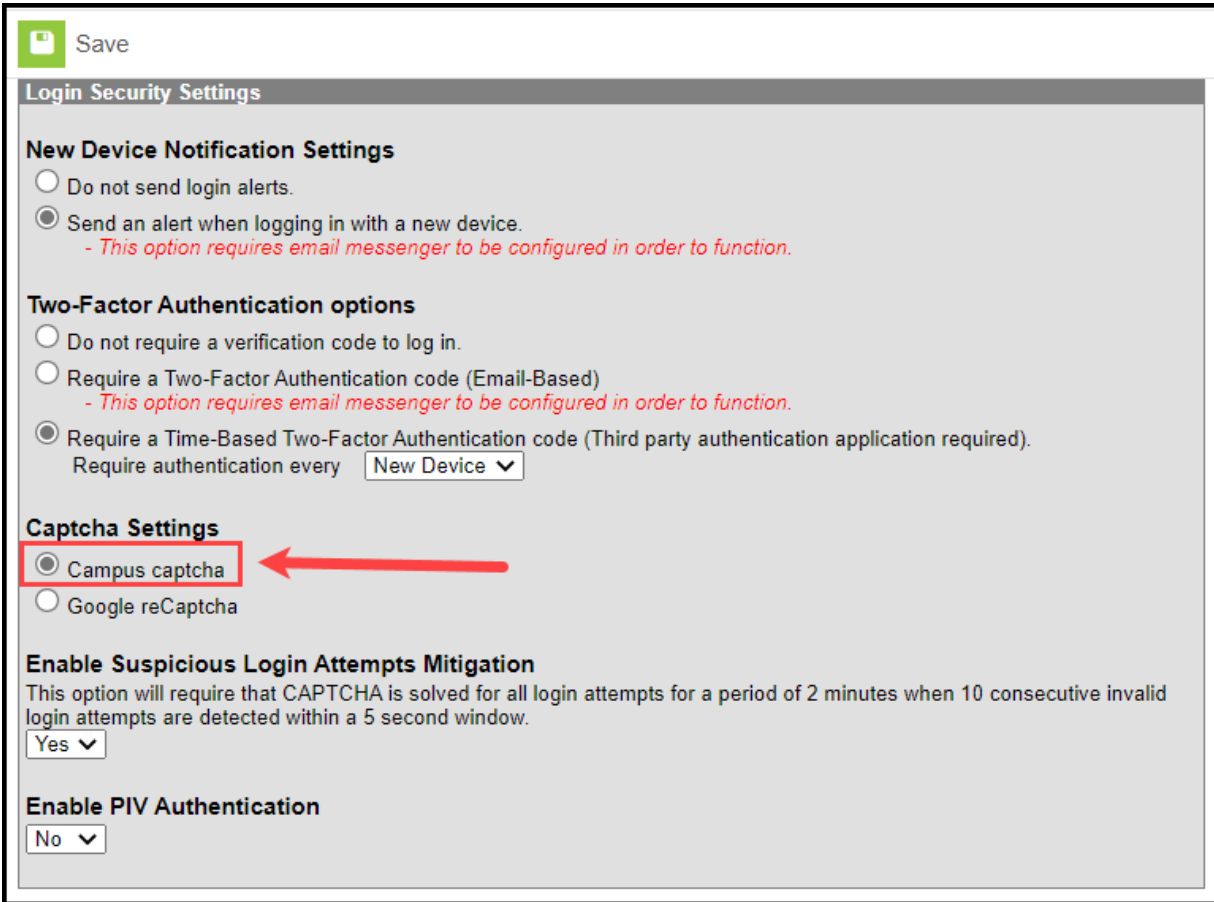 Save
Login Security Settings
New Device Notification Settings
Do not send login alerts.
Send an alert when logging in with a new device.
- This option requires email messenger to be configured in order to function.
Two-Factor Authentication options
Do not require a verification code to log in.
Require a Two-Factor Authentication code (Email-Based)
- This option requires email messenger to be configured in order to function.
Require a Time-Based Two-Factor Authentication code (Third party authentication application required).
Require authentication every New Device
Captcha Settings
Campus captcha
Google reCaptcha
Enable Suspicious Login Attempts Mitigation
This option will require that CAPTCHA is solved for all login attempts for a period of 2 minutes when 10 consecutive invalid
login attempts are detected within a 5 second window.
Yes
Enable PIV Authentication
No